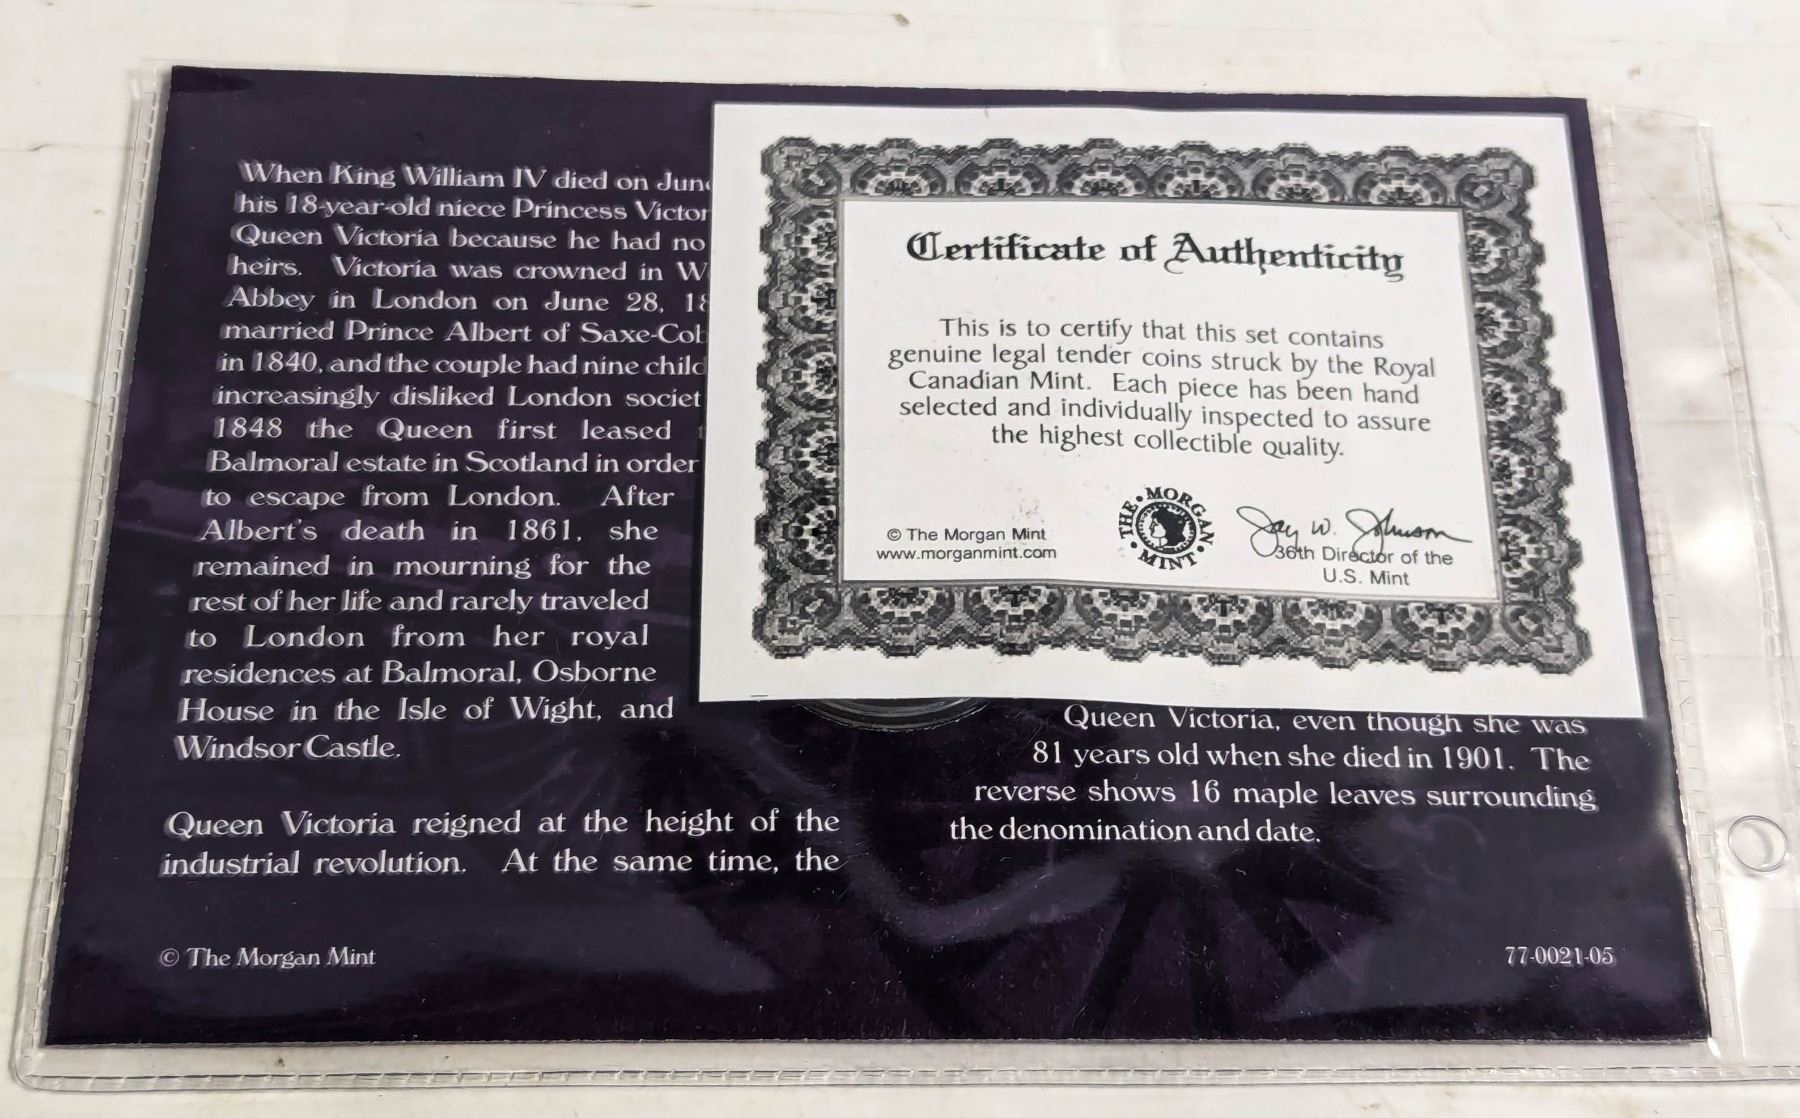 When King William IV died on
his 18-year-old niece Princess
Queen Victoria because he had no
heirs. Victoria was crowned in
Abbey in London on June 28,
married Prince Albert of
in 1840, and the couple had nine
increasingly disliked London
1848 the Queen first leased
Balmoral estate in Scotland in order
to escape from London. After
Albert's death in 1861, she
remained in mourning for the
rest of her life and rarely traveled
to London from her royal
residences at Balmoral, Osborne
House in the Isle of Wight, and
Windsor Castle.
Queen Victoria reigned at the height of the
industrial revolution. At the same time, the
© The Morgan Mint
Certificate of Authenticity
This is to certify that this set contains
genuine legal tender coins struck by the Royal
Canadian Mint. Each piece has been hand
selected and individually inspected to assure
the highest collectible quality.
© The Morgan Mint
www.morganmint.com
THE MORGAN MINT
Jay W. Johnson
36th Director of the
U.S. Mint
Queen Victoria, even though she was
81 years old when she died in 1901. The
reverse shows 16 maple leaves surrounding
the denomination and date.
77-0021-05